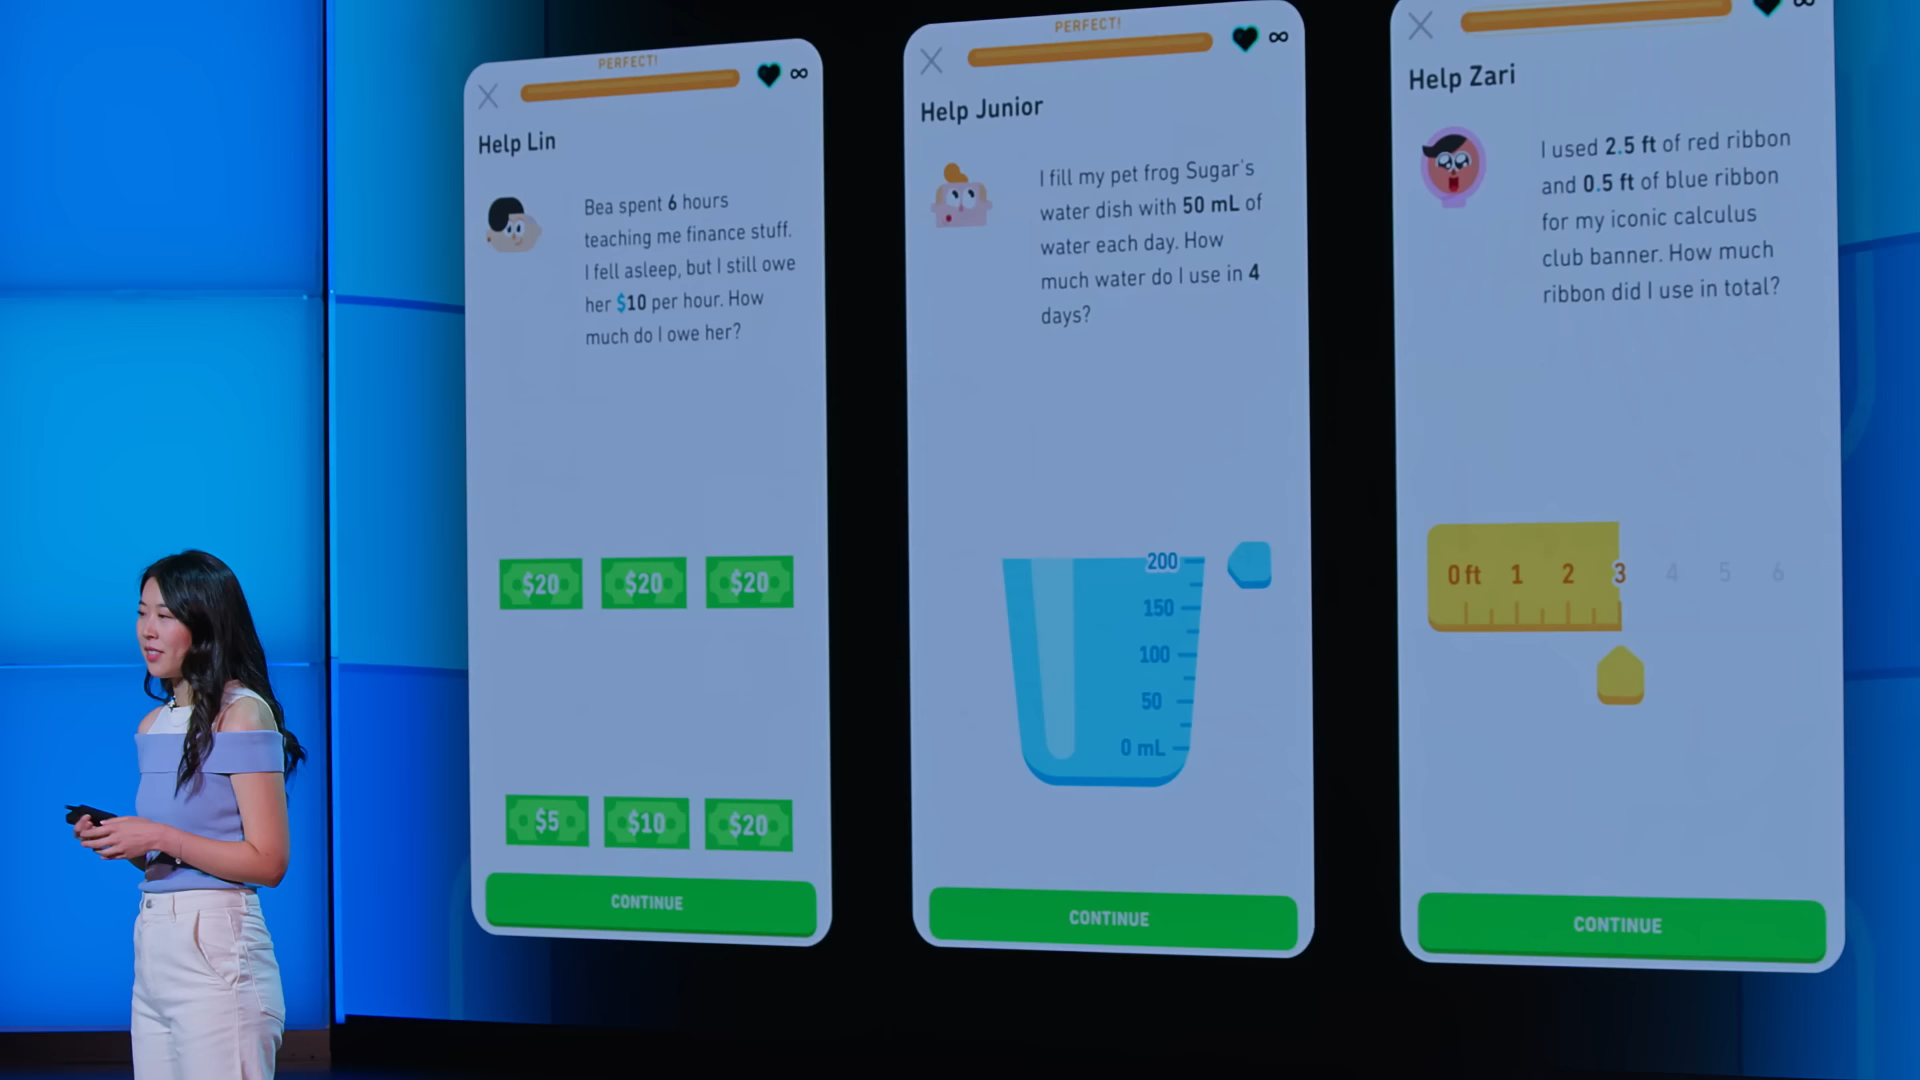 PERFECT!
∞
Help Lin
Bea spent 6 hours
teaching me finance stuff.
I fell asleep, but I still owe
her $10 per hour. How
much do I owe her?
$20 $20 $20
$5 $10 $20
CONTINUE
PERFECT!
∞
Help Junior
I fill my pet frog Sugar's
water dish with 50 mL of
water each day. How
much water do I use in 4
days?
200
150
100
50
0 mL
CONTINUE
∞
Help Zari
I used 2.5 ft of red ribbon
and 0.5 ft of blue ribbon
for my iconic calculus
club banner. How much
ribbon did I use in total?
0 ft 1 2 3 4 5 6
CONTINUE